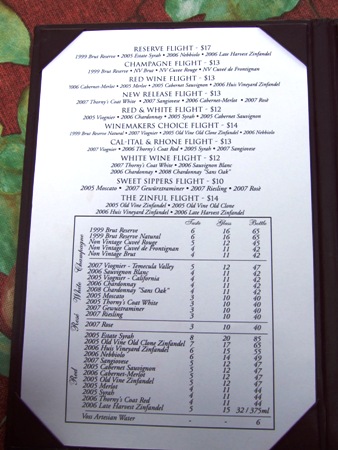 RESERVE FLIGHT - $17
1999 Brut Reserve • 2005 Estate Syrah • 2006 Nebbiolo • 2006 Late Harvest Zinfandel
CHAMPAGNE FLIGHT - $13
1999 Brut Reserve • NV Brut • NV Cuveé Rouge • NV Cuveé de Frontignan
RED WINE FLIGHT - $13
2006 Cabernet-Merlot • 2005 Merlot • 2005 Cabernet Sauvignon • 2006 Huis Vineyard Zinfandel
NEW RELEASE FLIGHT - $13
2007 Thorny's Coat White • 2007 Sangiovese • 2006 Cabernet-Merlot • 2007 Rosé
RED & WHITE FLIGHT - $12
2005 Viognier • 2006 Chardonnay • 2005 Syrah • 2005 Cabernet Sauvignon
WINEMAKERS CHOICE FLIGHT - $14
1999 Brut Reserve Natural • 2007 Viognier • 2005 Old Vine Old Clone Zinfandel • 2006 Nebbiolo
CAL-ITAL & RHONE FLIGHT - $13
2007 Viognier • 2006 Thorny's Coat Red • 2005 Syrah • 2007 Sangiovese
WHITE WINE FLIGHT - $12
2007 Thorny's Coat White • 2006 Sauvignon Blanc
2006 Chardonnay • 2008 Chardonnay "Sans Oak"
SWEET SIPPERS FLIGHT - $10
2005 Moscato • 2007 Gewürztraminer • 2007 Riesling • 2007 Rosé
THE ZINFUL FLIGHT - $14
2005 Old Vine Zinfandel • 2005 Old Vine Old Clone
2006 Huis Vineyard Zinfandel • 2006 Late Harvest Zinfandel
Taste Glass Bottle
Champagne
1999 Brut Reserve 6 16 65
1999 Brut Reserve Natural 6 16 65
Non Vintage Cuveé Rouge 5 12 45
Non Vintage Cuveé de Frontignan 4 11 42
Non Vintage Brut 4 11 42
White
2007 Viognier - Temecula Valley 5 12 47
2006 Sauvignon Blanc 4 11 42
2005 Viognier - California 4 11 42
2006 Chardonnay 4 11 42
2008 Chardonnay "Sans Oak" 4 11 42
2005 Moscato 3 10 40
2005 Thorny's Coat White 3 10 40
2007 Gewurztraminer 3 10 40
2007 Riesling 3 10 40
Rosé
2007 Rose 3 10 40
Red
2005 Estate Syrah 8 20 85
2005 Old Vine Old Clone Zinfandel 7 17 65
2006 Huis Vineyard Zinfandel 6 15 55
2006 Nebbiolo 6 14 49
2007 Sangiovese 5 12 47
2005 Cabernet Sauvignon 5 12 47
2006 Cabernet-Merlot 5 12 47
2005 Old Vine Zinfandel 5 12 47
2005 Merlot 4 11 44
2005 Syrah 4 11 44
2006 Thorny's Coat Red 4 11 42
2006 Late Harvest Zinfandel 5 15 32 / 375ml
Voss Artesian Water - - 6